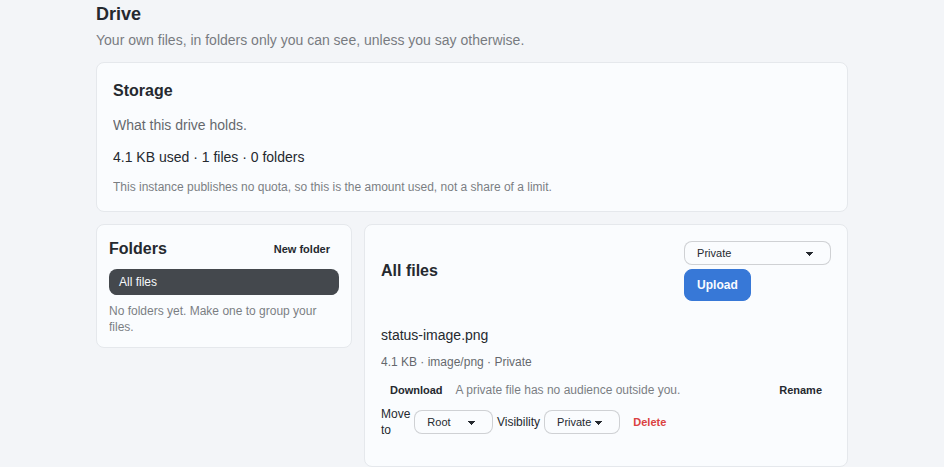 Drive
Your own files, in folders only you can see, unless you say otherwise.
Storage
What this drive holds.
4.1 KB used · 1 files · 0 folders
This instance publishes no quota, so this is the amount used, not a share of a limit.
Folders
New folder
All files
No folders yet. Make one to group your
files.
All files
Private
Upload
status-image.png
4.1 KB · image/png · Private
Download A private file has no audience outside you. Rename
Move
to
Root Visibility Private Delete